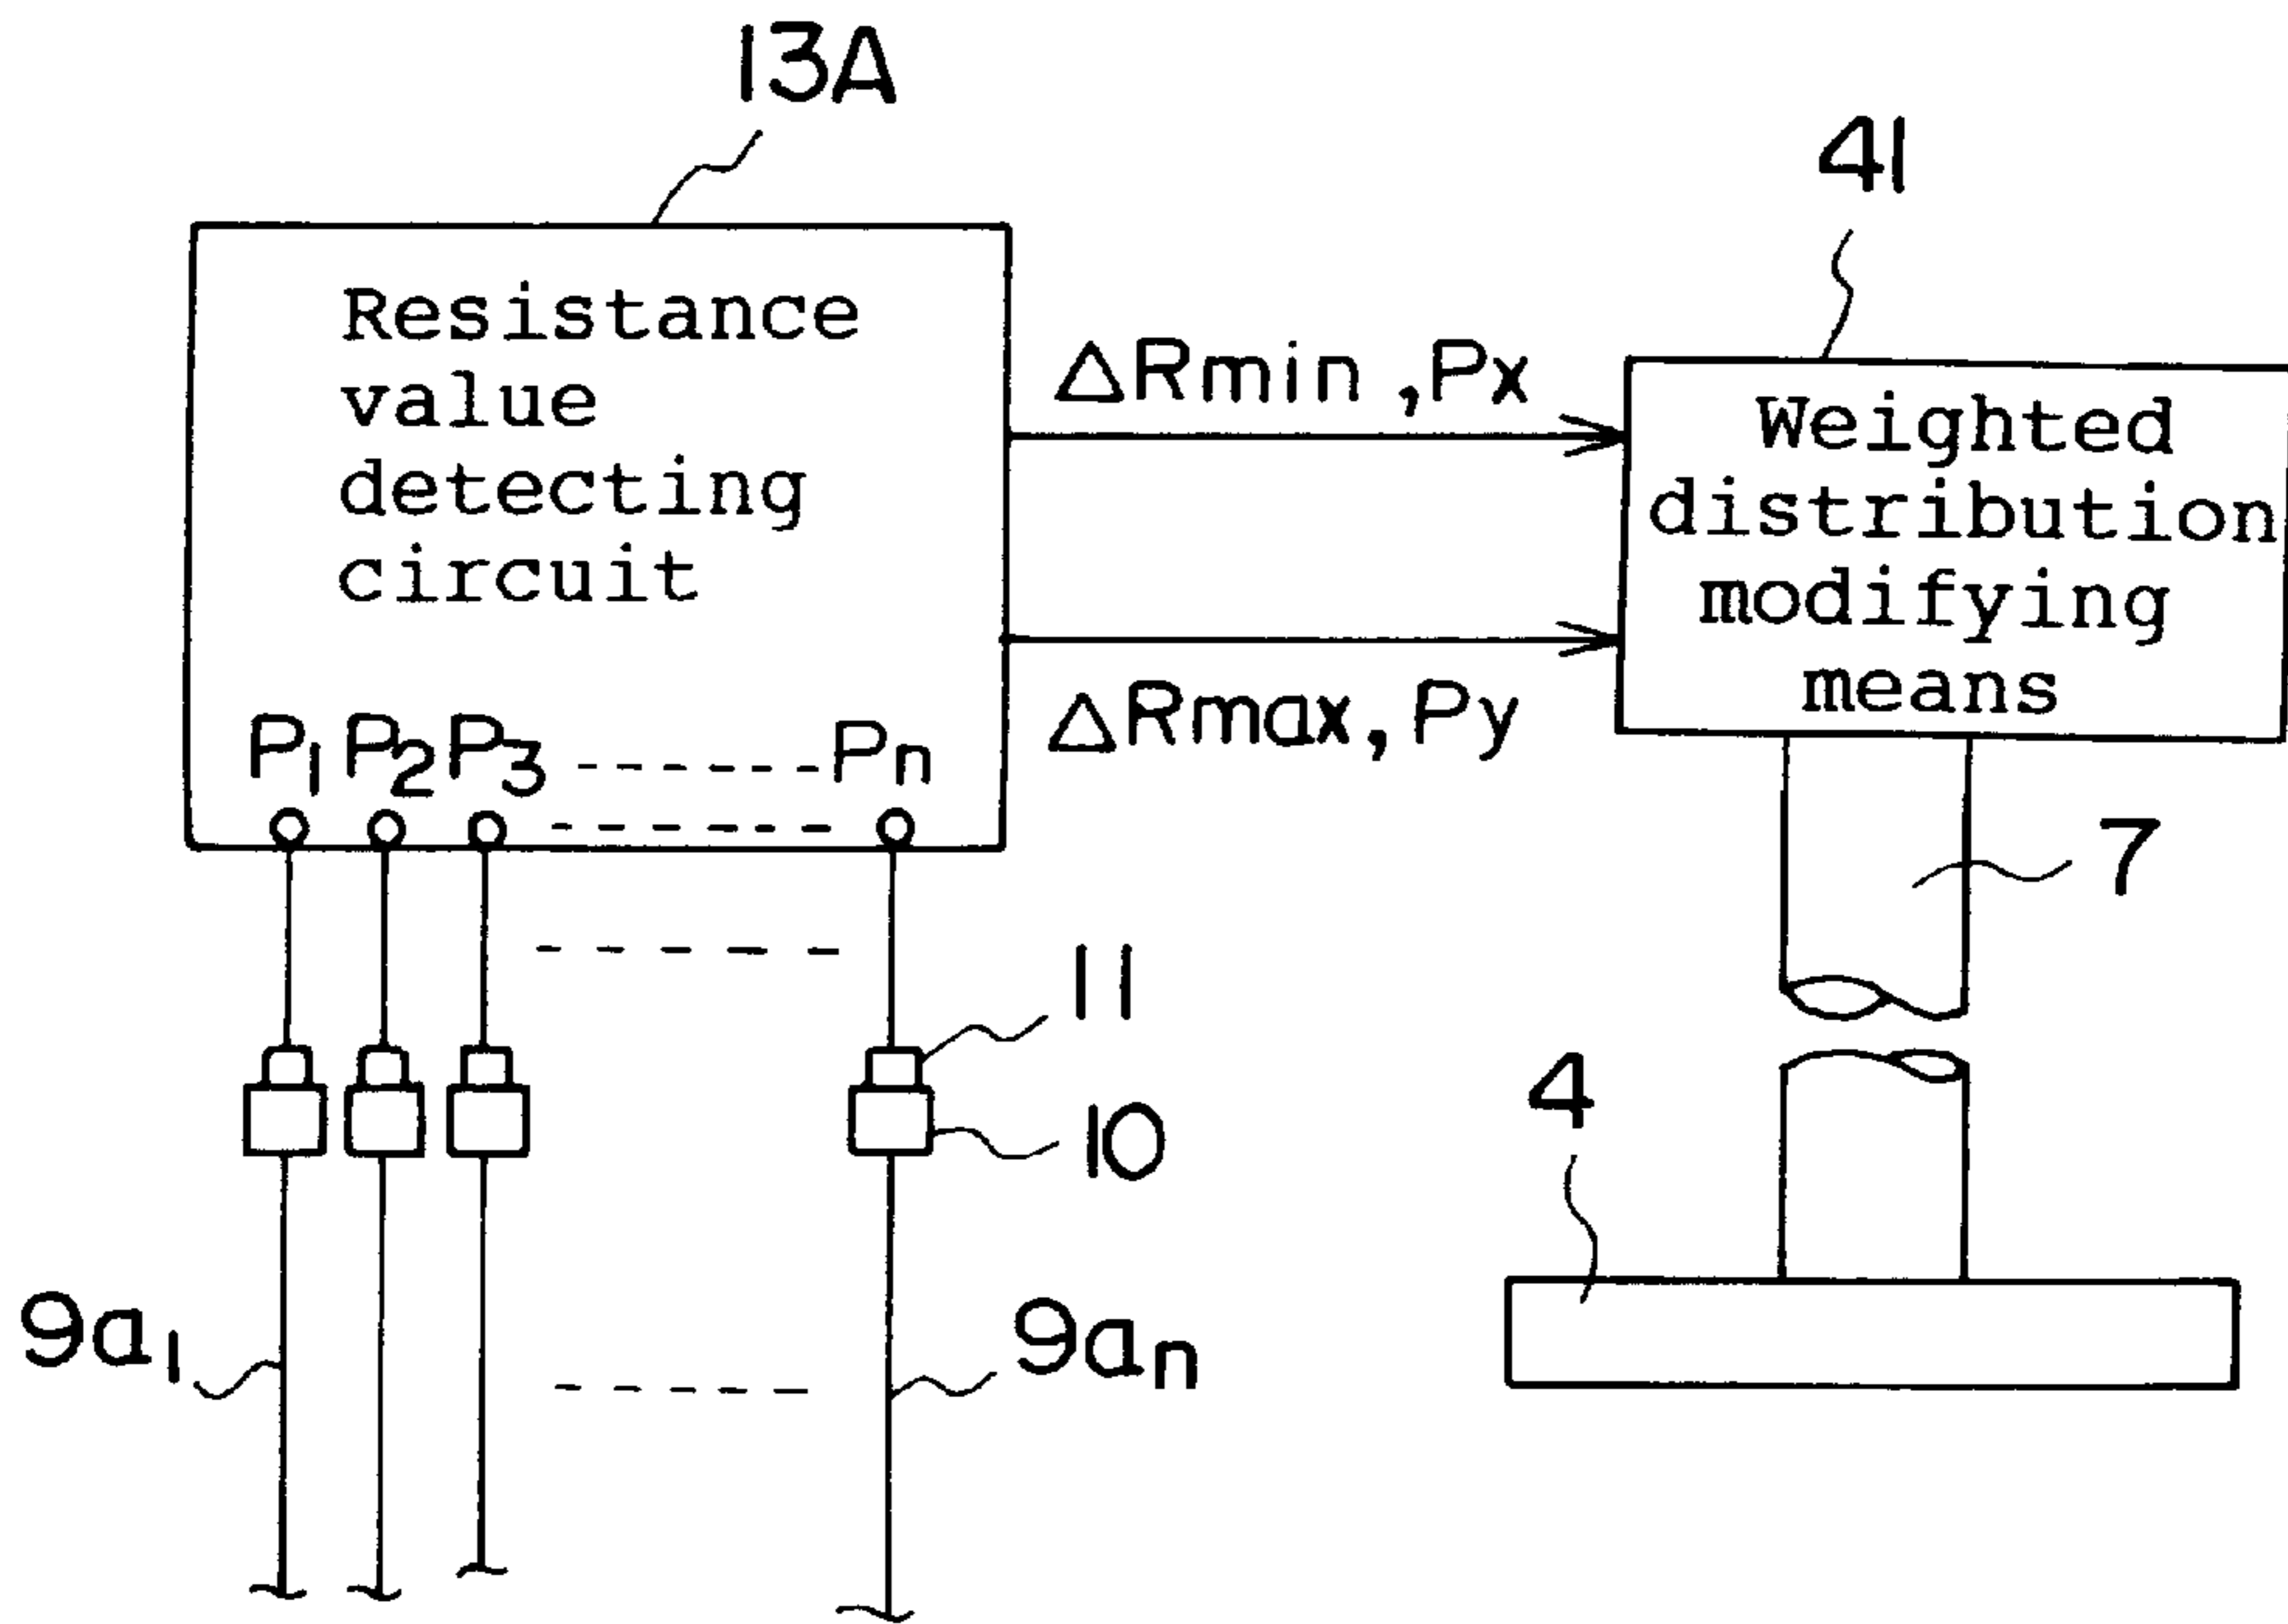 13A
41
Resistance
value
detecting
circuit
ΔRmin ,Px
Weighted
distribution
modifying
means
ΔRmax, Py
P1 P2 P3 ------ Pn
7
11
10
4
9a1
9an